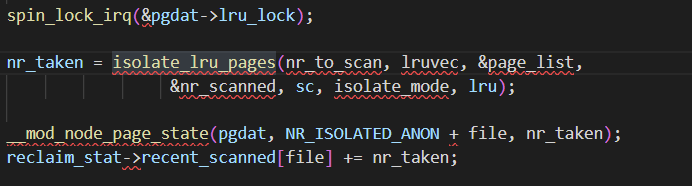 spin_lock_irq(&pgdat->lru_lock);
nr_taken = isolate_lru_pages(nr_to_scan, lruvec, &page_list,
&nr_scanned, sc, isolate_mode, lru);
__mod_node_page_state(pgdat, NR_ISOLATED_ANON + file, nr_taken);
reclaim_stat->recent_scanned[file] += nr_taken;